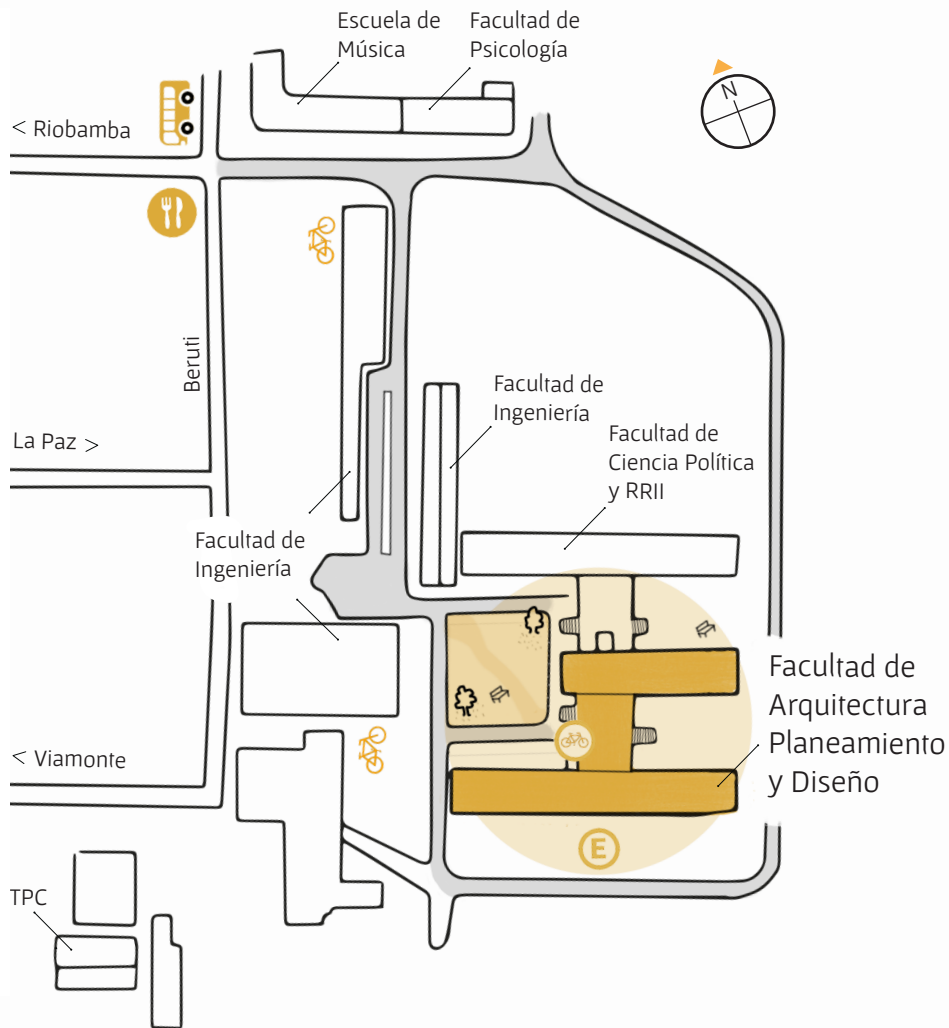 Escuela de
Música
Facultad de
Psicología
N
< Riobamba
Beruti
Facultad de
Ingeniería
La Paz >
Facultad de
Ciencia Política
y RRII
Facultad de
Ingeniería
Facultad de
Arquitectura
Planeamiento
y Diseño
< Viamonte
E
TPC